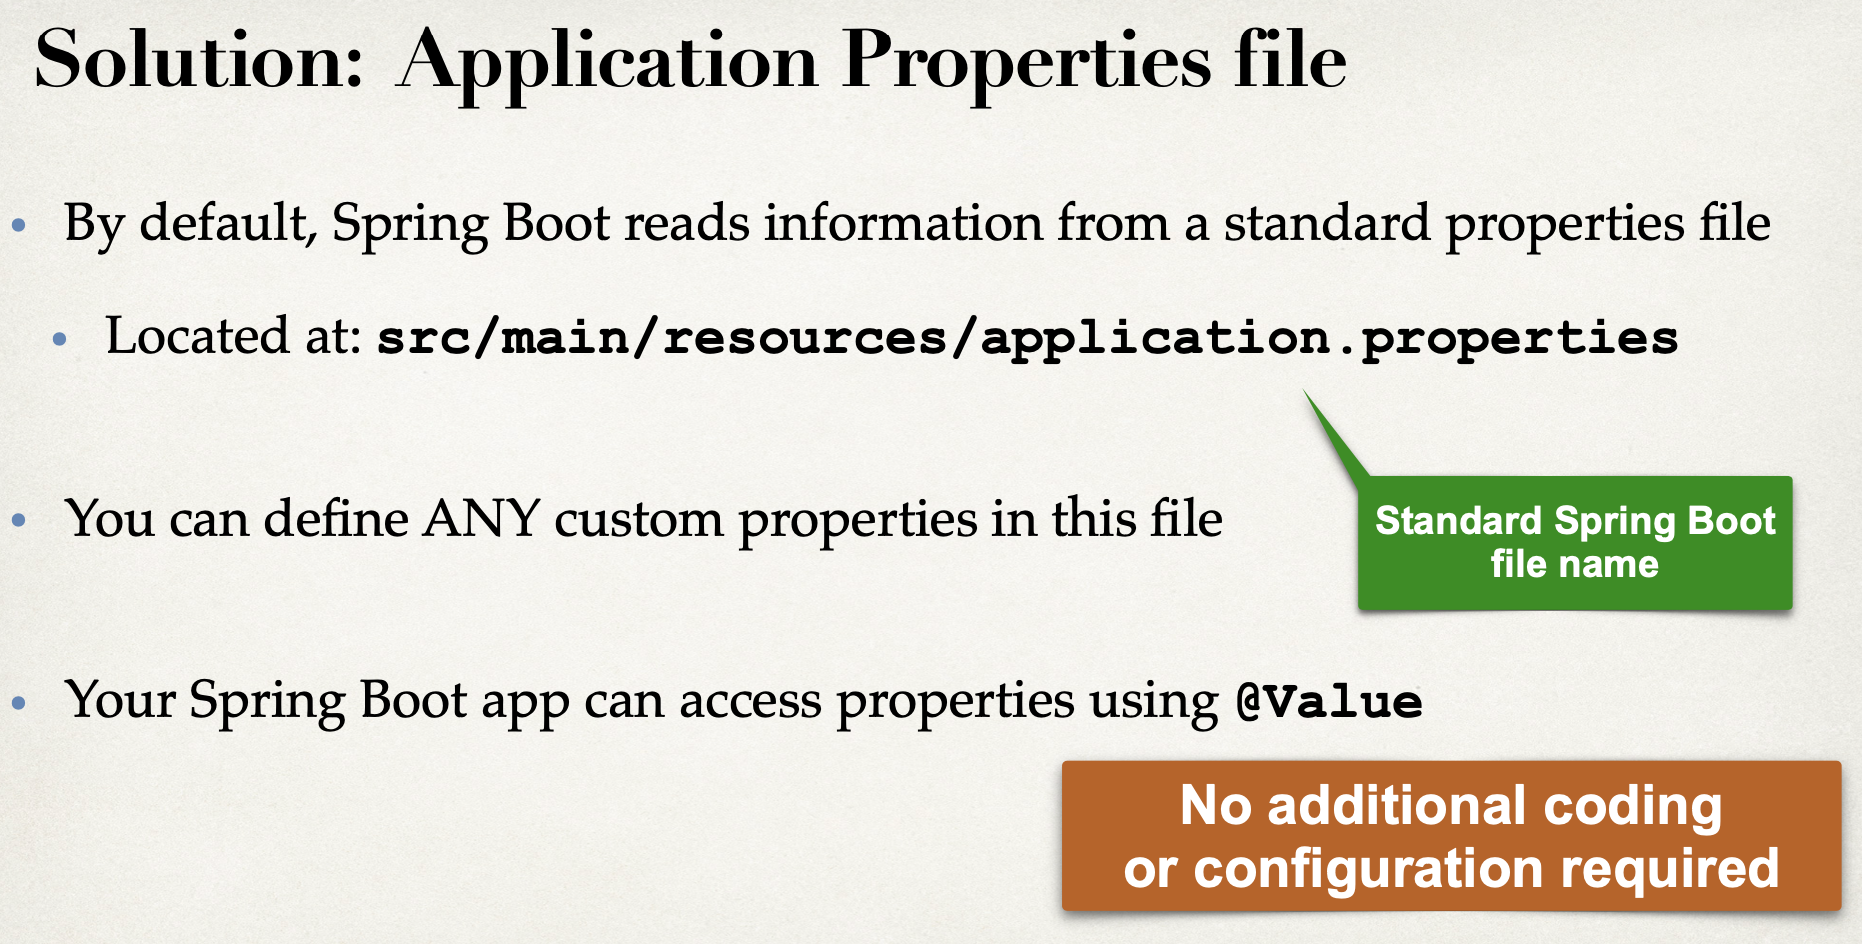 Solution: Application Properties file
• By default, Spring Boot reads information from a standard properties file
• Located at: src/main/resources/application.properties
• You can define ANY custom properties in this file
Standard Spring Boot
file name
• Your Spring Boot app can access properties using @Value
No additional coding
or configuration required